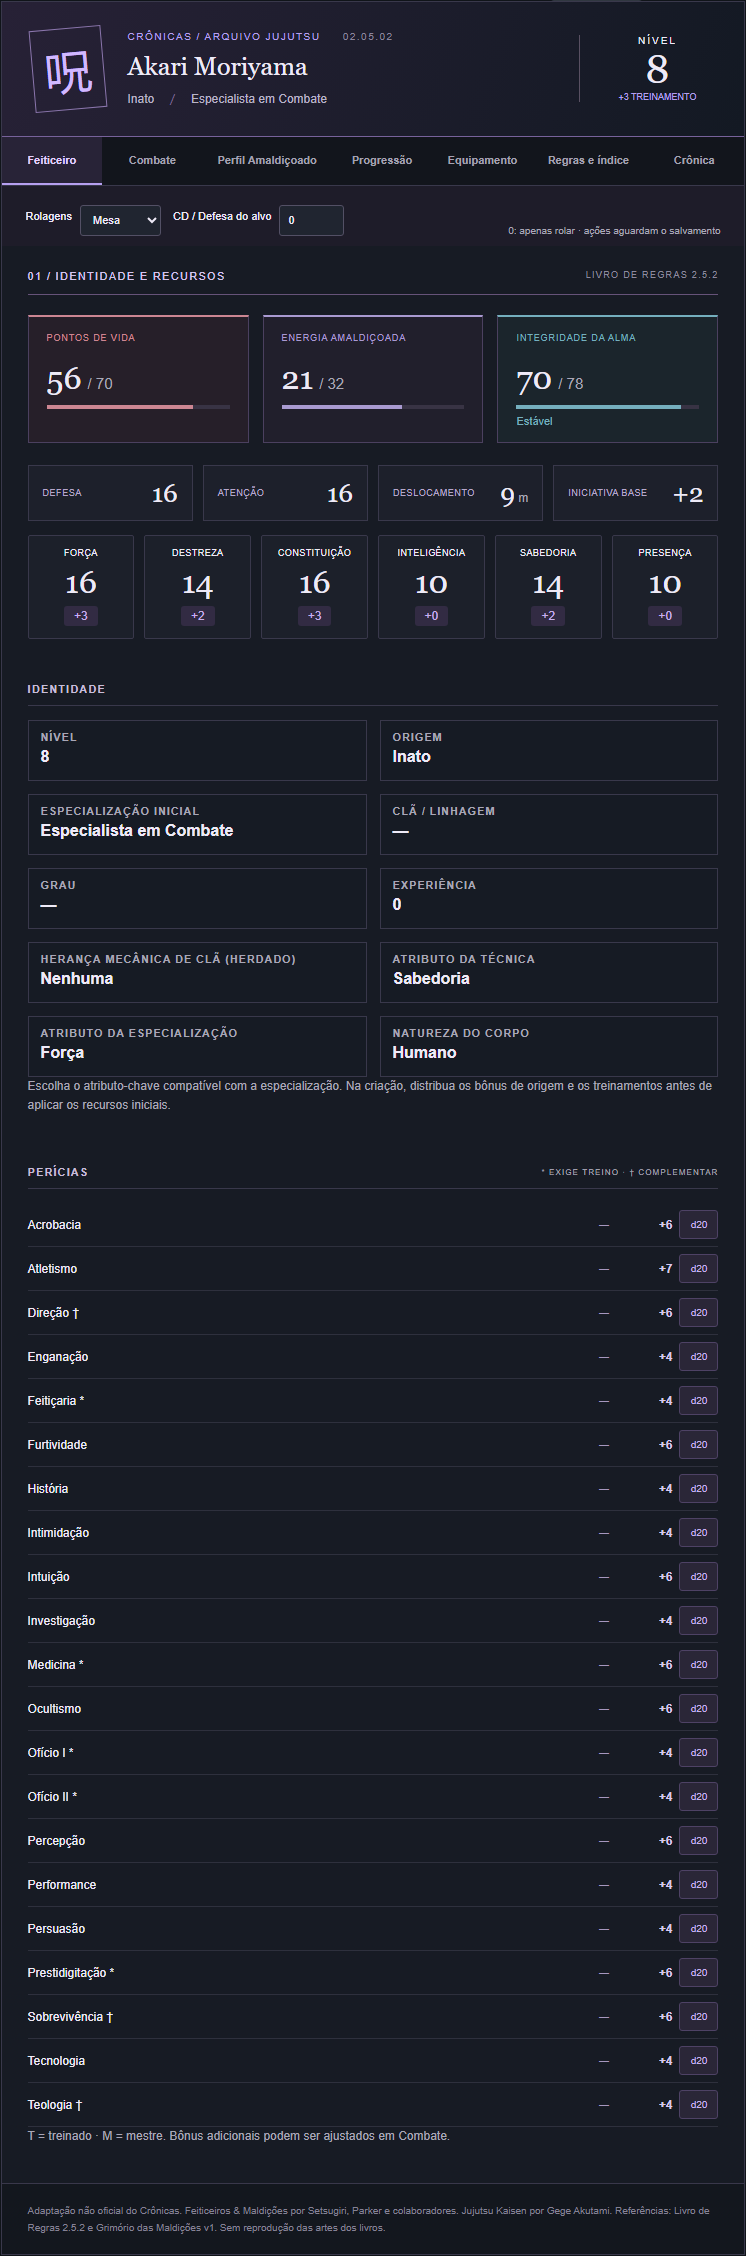 呪
CRÔNICAS / ARQUIVO JUJUTSU 02.05.02
Akari Moriyama
Inato / Especialista em Combate
NÍVEL
8
+3 TREINAMENTO
Feiticeiro Combate Perfil Amaldiçoado Progressão Equipamento Regras e índice Crônica
Rolagens Mesa CD / Defesa do alvo 0
0: apenas rolar · ações aguardam o salvamento
01 / IDENTIDADE E RECURSOS LIVRO DE REGRAS 2.5.2
PONTOS DE VIDA
56 / 70
ENERGIA AMALDIÇOADA
21 / 32
INTEGRIDADE DA ALMA
70 / 78
Estável
DEFESA 16
ATENÇÃO 16
DESLOCAMENTO 9 m
INICIATIVA BASE +2
FORÇA
16
+3
DESTREZA
14
+2
CONSTITUIÇÃO
16
+3
INTELIGÊNCIA
10
+0
SABEDORIA
14
+2
PRESENÇA
10
+0
IDENTIDADE
NÍVEL
8
ORIGEM
Inato
ESPECIALIZAÇÃO INICIAL
Especialista em Combate
CLÃ / LINHAGEM
—
GRAU
—
EXPERIÊNCIA
0
HERANÇA MECÂNICA DE CLÃ (HERDADO)
Nenhuma
ATRIBUTO DA TÉCNICA
Sabedoria
ATRIBUTO DA ESPECIALIZAÇÃO
Força
NATUREZA DO CORPO
Humano
Escolha o atributo-chave compatível com a especialização. Na criação, distribua os bônus de origem e os treinamentos antes de
aplicar os recursos iniciais.
PERÍCIAS * EXIGE TREINO · † COMPLEMENTAR
Acrobacia — +6 d20
Atletismo — +7 d20
Direção † — +6 d20
Enganação — +4 d20
Feitiçaria * — +4 d20
Furtividade — +6 d20
História — +4 d20
Intimidação — +4 d20
Intuição — +6 d20
Investigação — +4 d20
Medicina * — +6 d20
Ocultismo — +6 d20
Ofício I * — +4 d20
Ofício II * — +4 d20
Percepção — +6 d20
Performance — +4 d20
Persuasão — +4 d20
Prestidigitação * — +6 d20
Sobrevivência † — +6 d20
Tecnologia — +4 d20
Teologia † — +4 d20
T = treinado · M = mestre. Bônus adicionais podem ser ajustados em Combate.
Adaptação não oficial do Crônicas. Feiticeiros & Maldições por Setsugiri, Parker e colaboradores. Jujutsu Kaisen por Gege Akutami. Referências: Livro de
Regras 2.5.2 e Grimório das Maldições v1. Sem reprodução das artes dos livros.